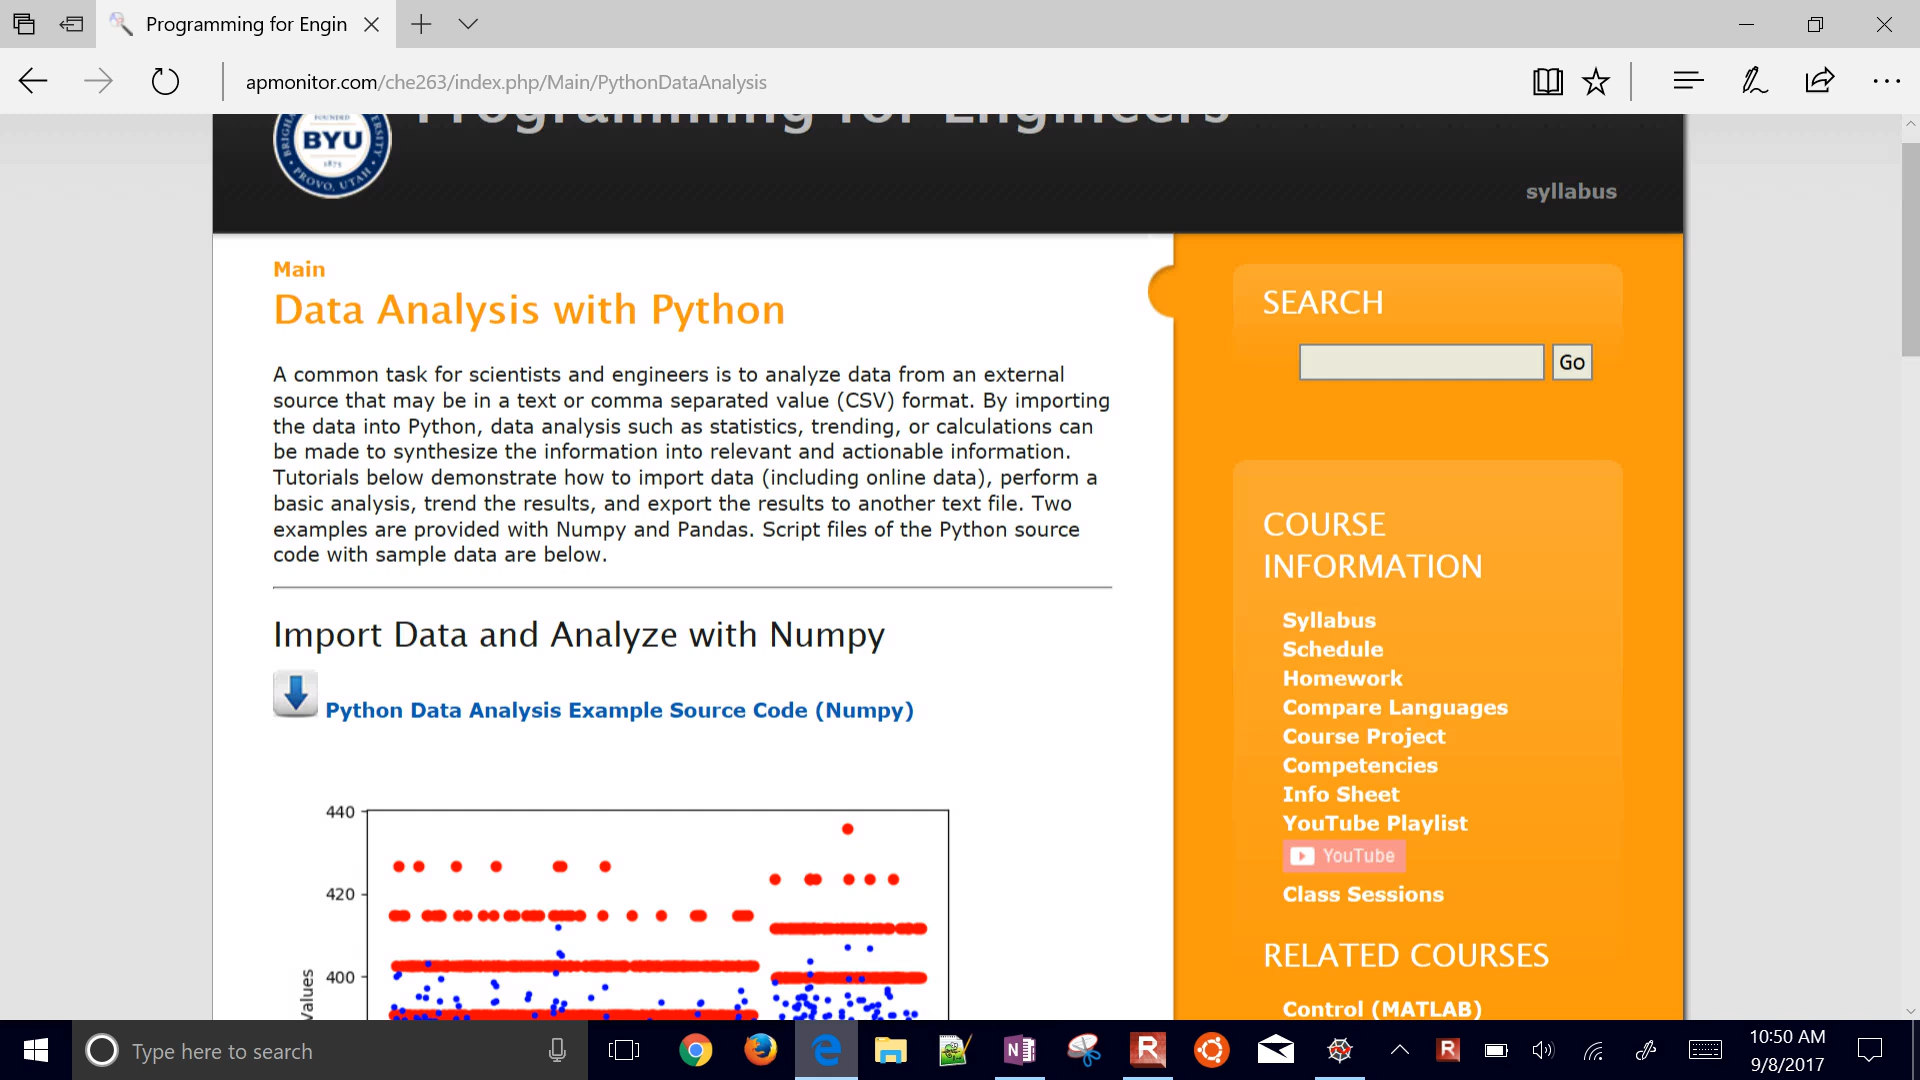 Programming for Engin
apmonitor.com/che263/index.php/Main/PythonDataAnalysis
Programming for Engineers
FOUNDED
BYU
1875
PROVO, UTAH
syllabus
Main
Data Analysis with Python
A common task for scientists and engineers is to analyze data from an external
source that may be in a text or comma separated value (CSV) format. By importing
the data into Python, data analysis such as statistics, trending, or calculations can
be made to synthesize the information into relevant and actionable information.
Tutorials below demonstrate how to import data (including online data), perform a
basic analysis, trend the results, and export the results to another text file. Two
examples are provided with Numpy and Pandas. Script files of the Python source
code with sample data are below.
Import Data and Analyze with Numpy
Python Data Analysis Example Source Code (Numpy)
440
420
400
Values
SEARCH
Go
COURSE
INFORMATION
Syllabus
Schedule
Homework
Compare Languages
Course Project
Competencies
Info Sheet
YouTube Playlist
YouTube
Class Sessions
RELATED COURSES
Control (MATLAB)
Type here to search
N
R
R
10:50 AM
9/8/2017